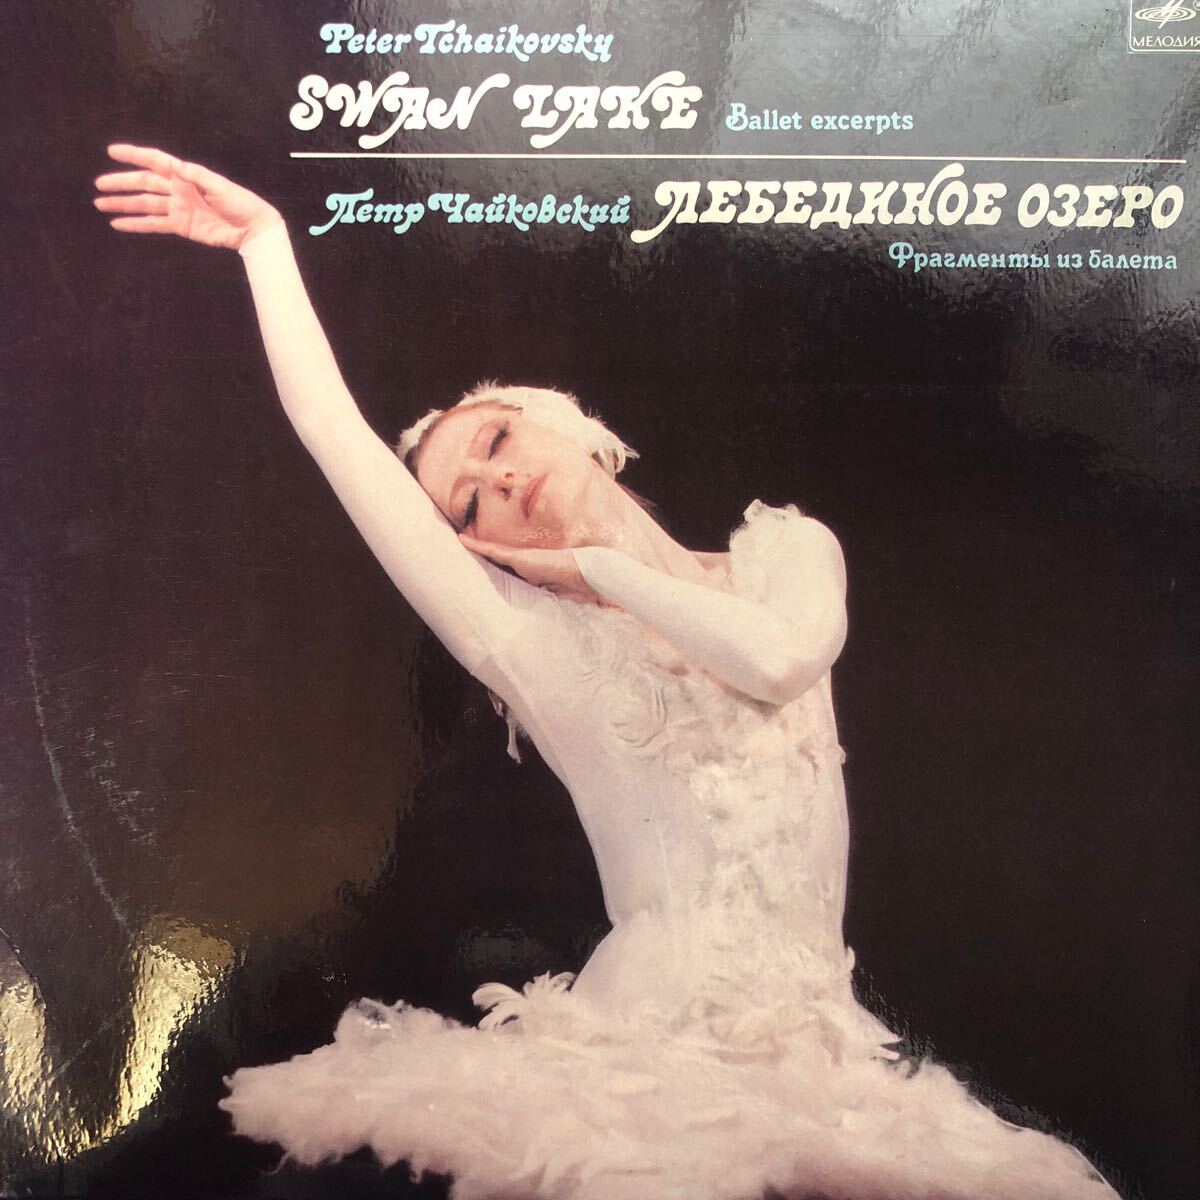 Peter Tchaikovsky
SWAN LAKE Ballet excerpts
Петр Чайковский ЛЕБЕДИНОЕ ОЗЕРО
Фрагменты из балета
МЕЛОДИЯ